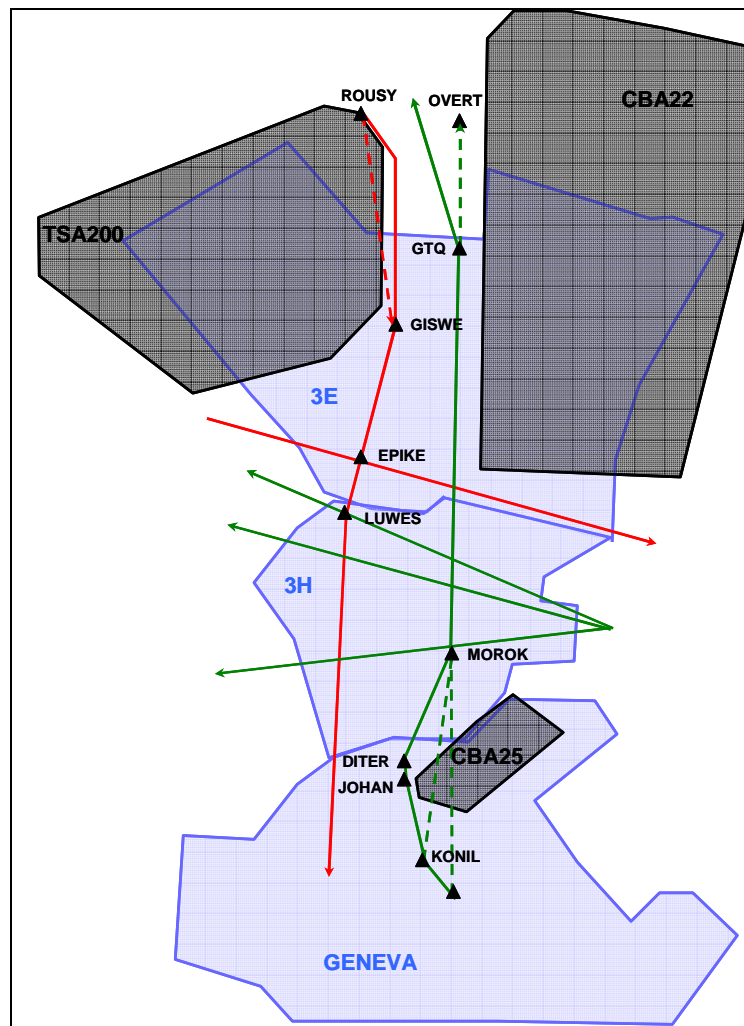 ROUSY
OVERT
CBA22
TSA200
GTQ
GISWE
3E
EPIKE
LUWES
3H
MOROK
DITER
CBA25
JOHAN
KONIL
GENEVA